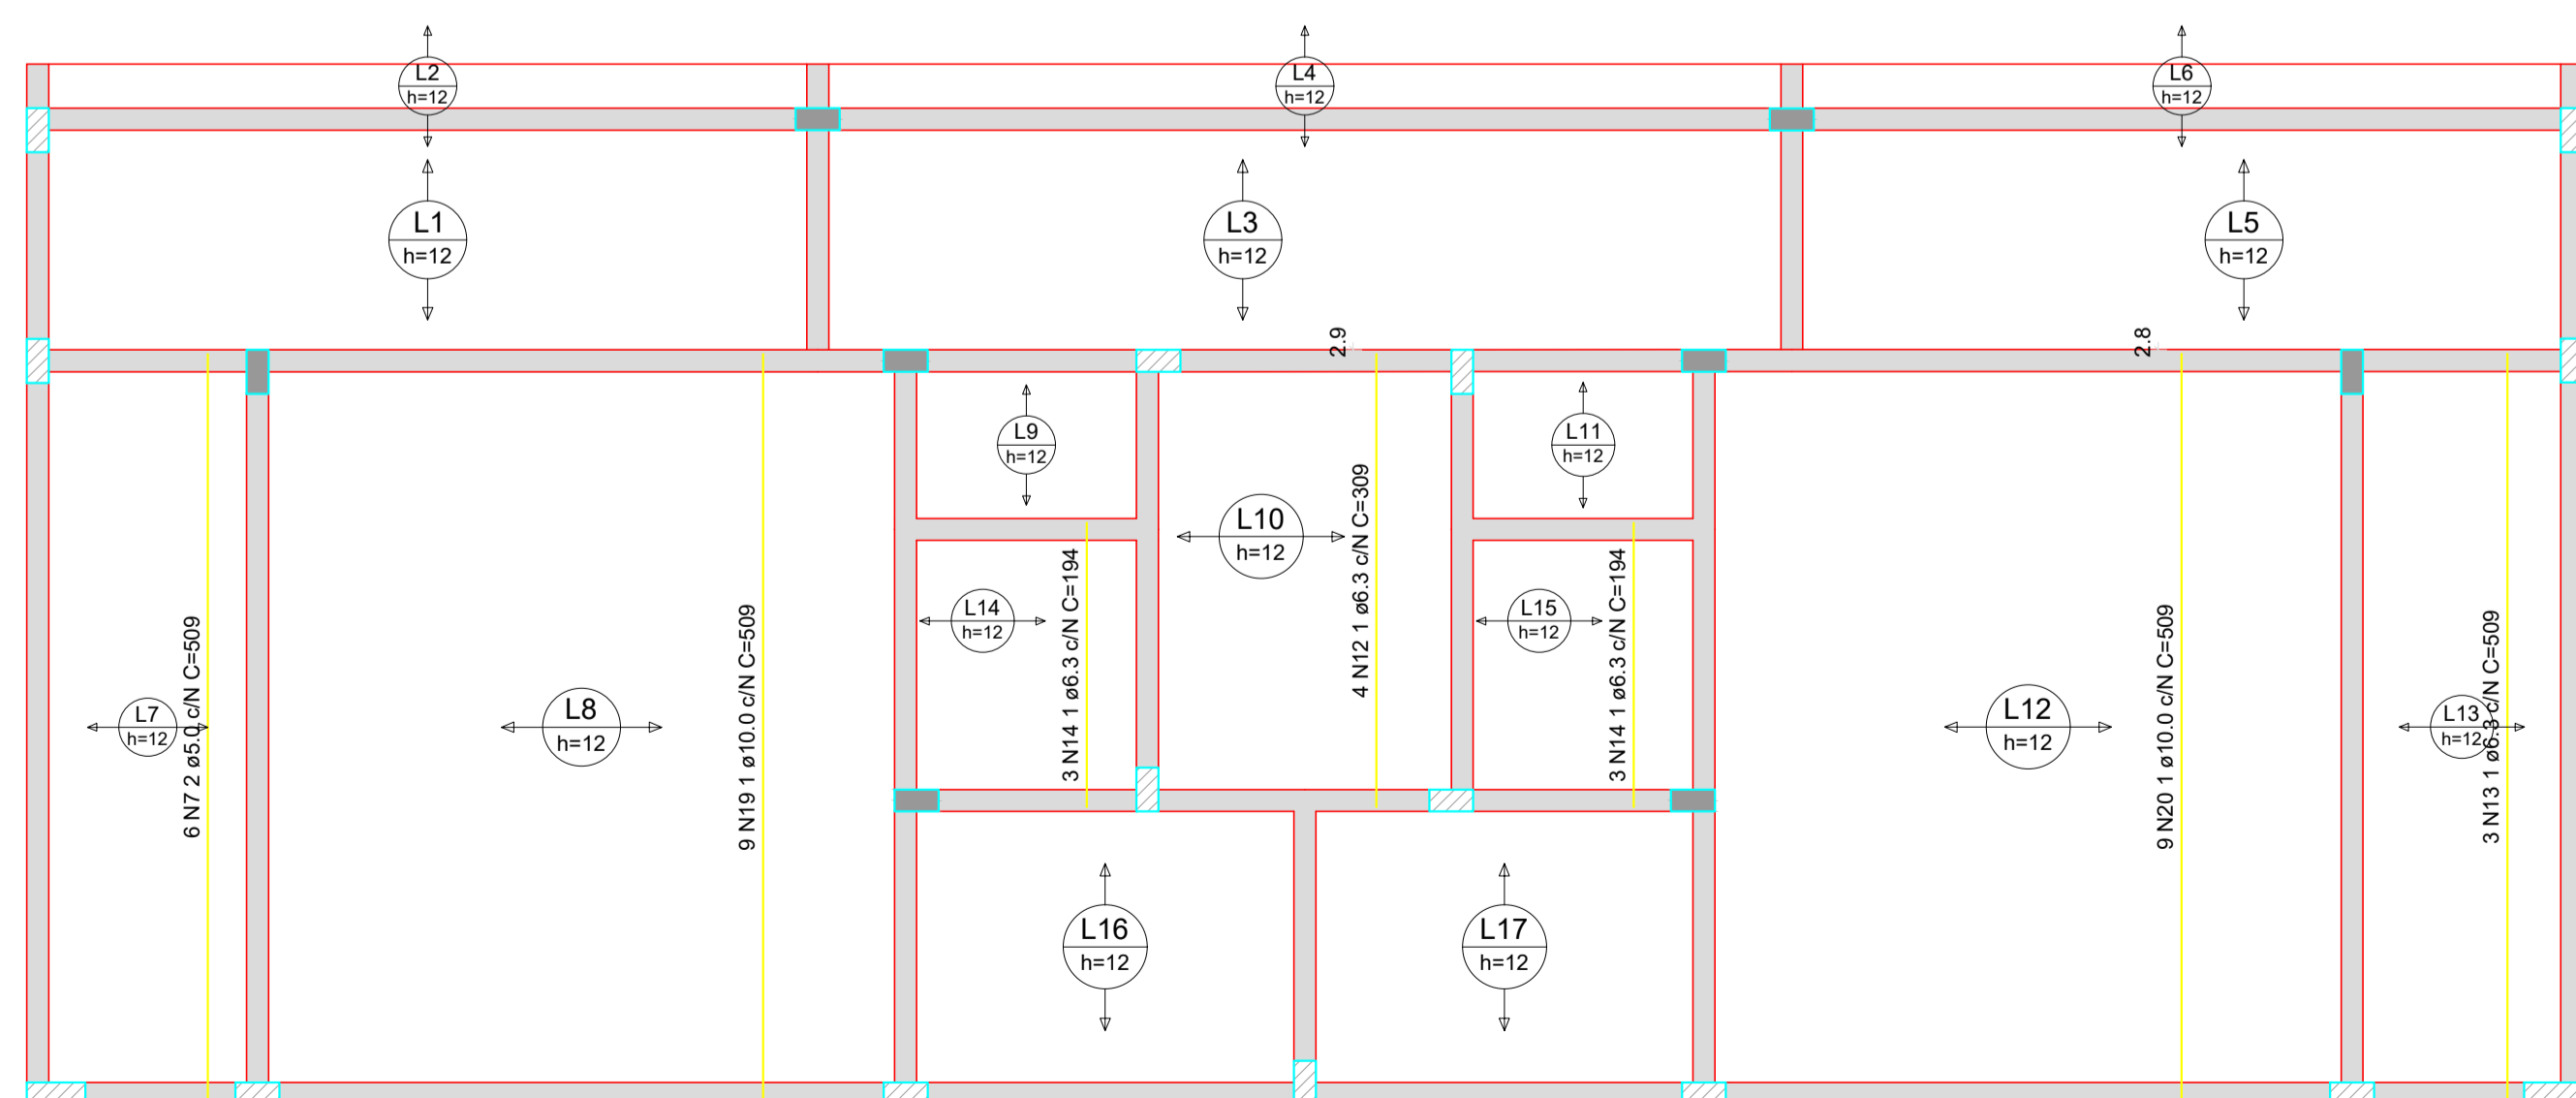 L2
h=12
L4
h=12
L6
h=12
L1
h=12
L3
h=12
L5
h=12
2.9
2.8
L9
h=12
L11
h=12
L10
h=12
L14
h=12
L15
h=12
3 N14 1 ø6.3 c/N C=194
4 N12 1 ø6.3 c/N C=309
3 N14 1 ø6.3 c/N C=194
L7
h=12
6 N7 2 ø5.0 c/N C=509
L8
h=12
9 N19 1 ø10.0 c/N C=509
L12
h=12
9 N20 1 ø10.0 c/N C=509
L13
h=12
3 N13 1 ø6.3 c/N C=509
L16
h=12
L17
h=12